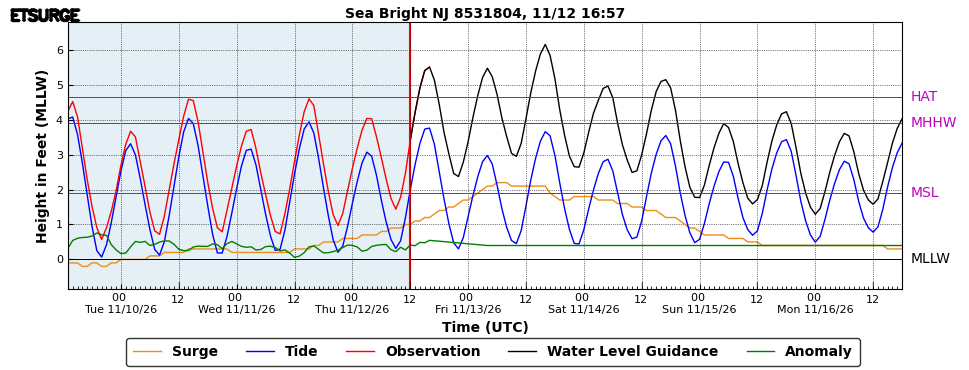 ETSURGE
Sea Bright NJ 8531804, 11/12 16:57
Height in Feet (MLLW)
6
5
4
3
2
1
0
HAT
MHHW
MSL
MLLW
00 12 00 12 00 12 00 12 00 12 00 12 00 12
Tue 11/10/26 Wed 11/11/26 Thu 11/12/26 Fri 11/13/26 Sat 11/14/26 Sun 11/15/26 Mon 11/16/26
Time (UTC)
Surge Tide Observation Water Level Guidance Anomaly